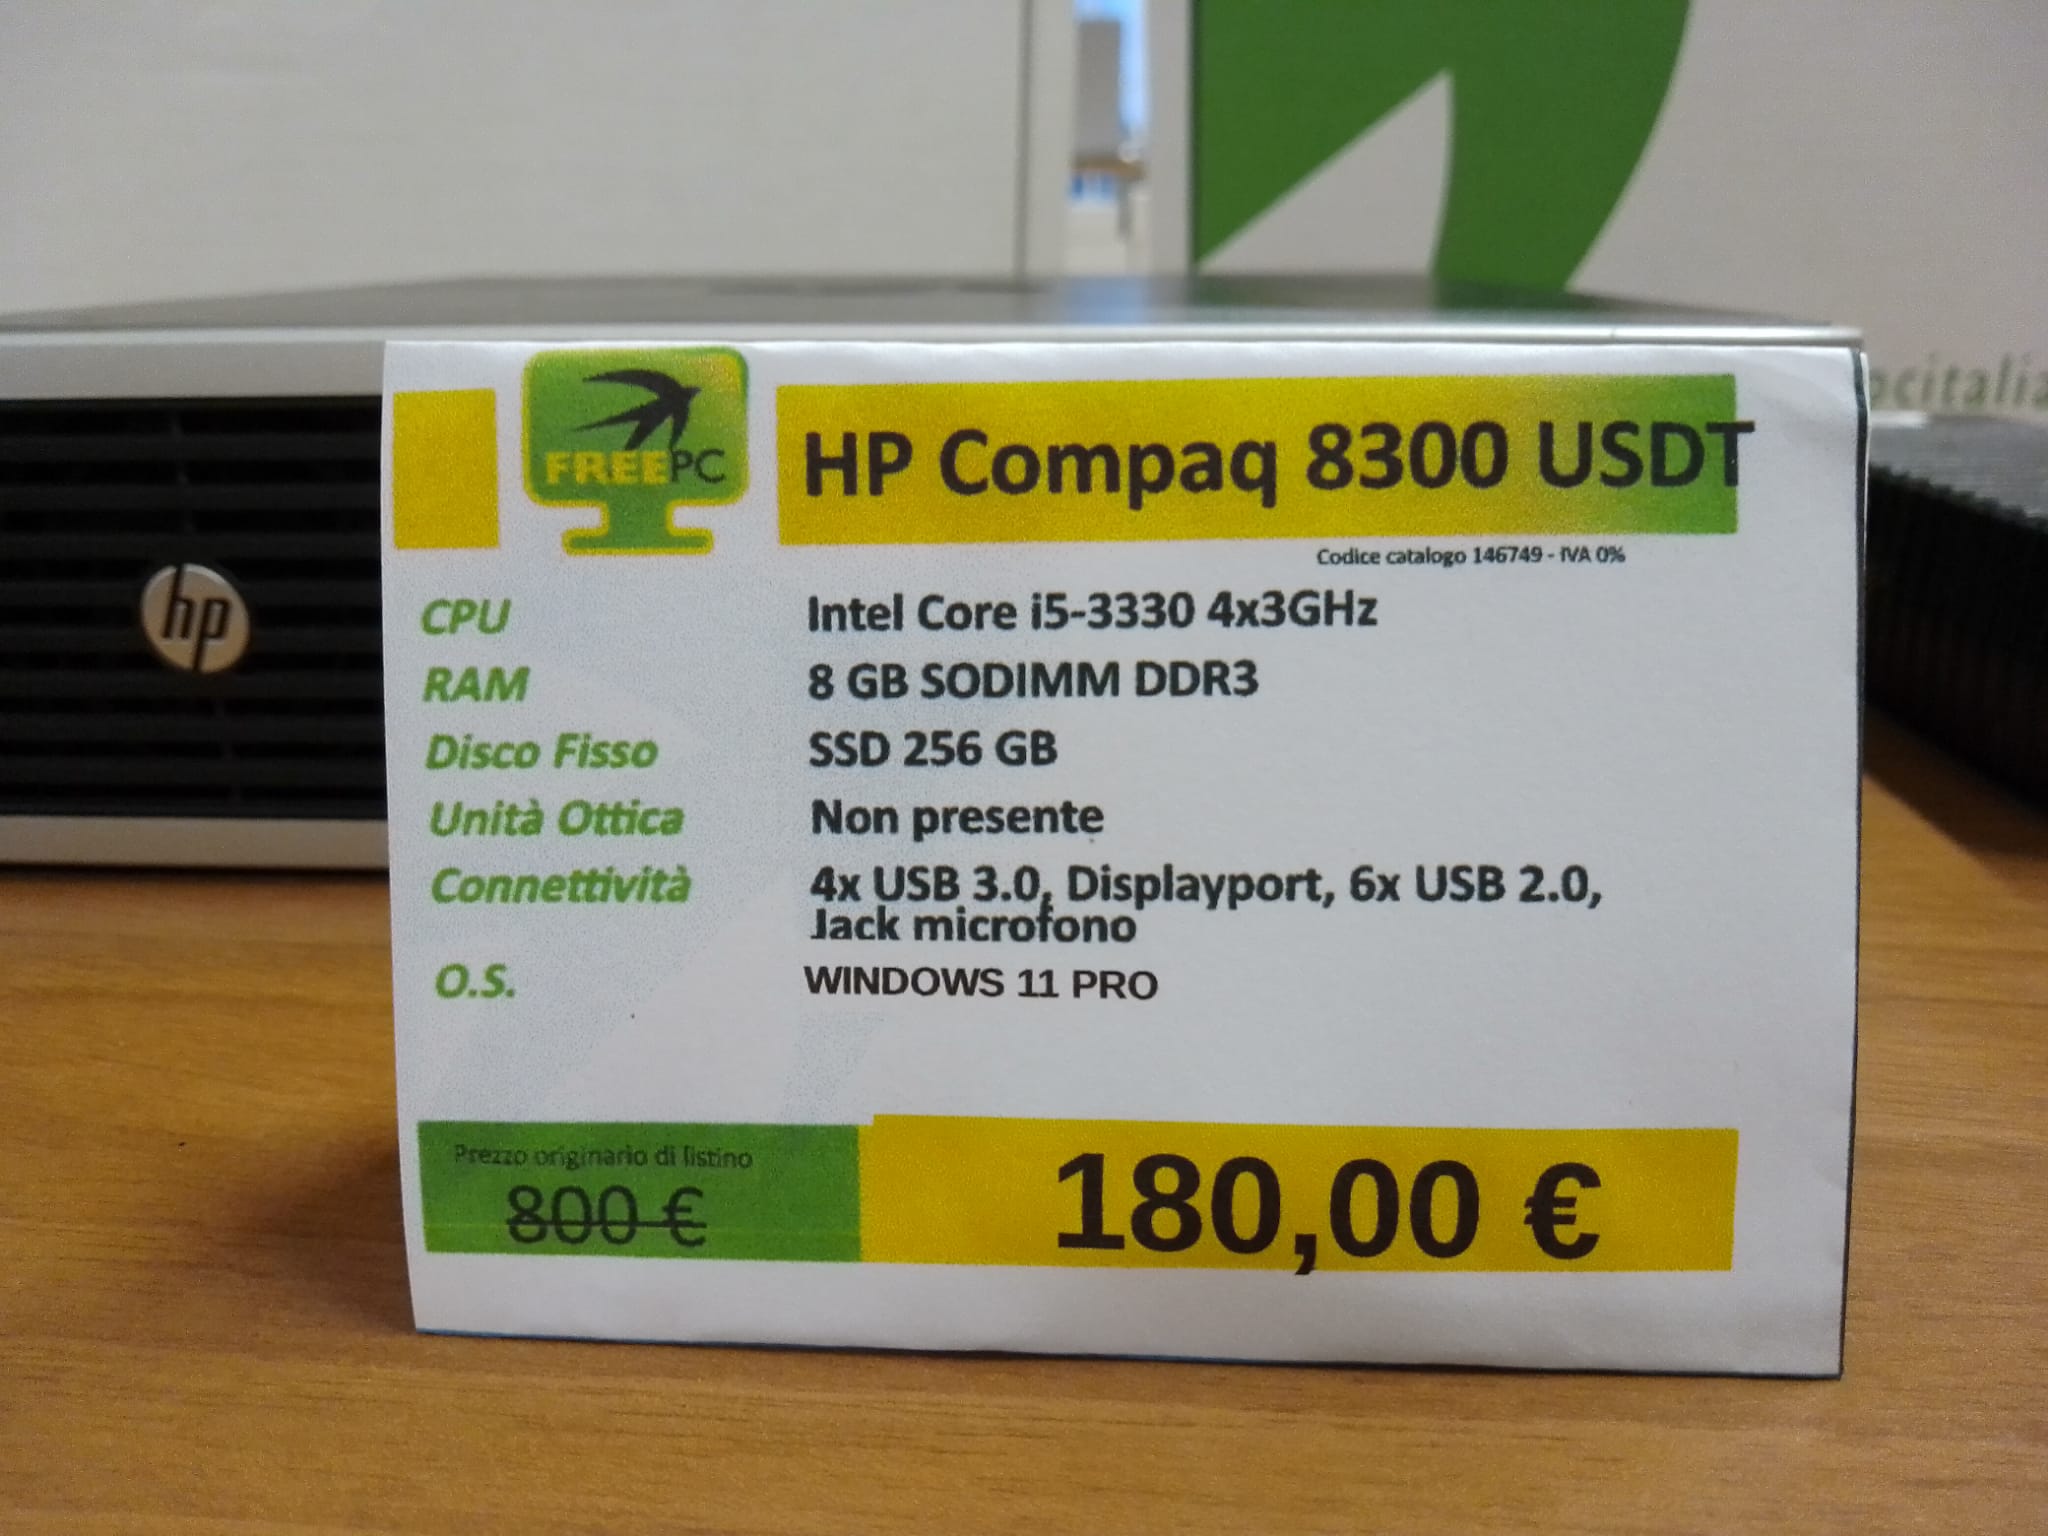 FREEPC
HP Compaq 8300 USDT
Codice catalogo 146749 - IVA 0%
CPU Intel Core i5-3330 4x3GHz
RAM 8 GB SODIMM DDR3
Disco Fisso SSD 256 GB
Unità Ottica Non presente
Connettività 4x USB 3.0, Displayport, 6x USB 2.0,
Jack microfono
O.S. WINDOWS 11 PRO
Prezzo originario di listino
800 €
180,00 €
hp
pcitalia